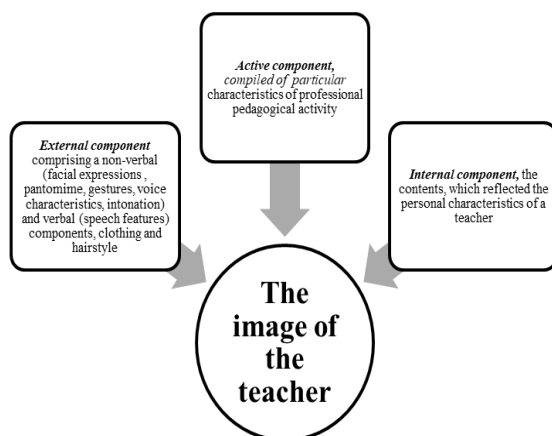 Active component,
compiled of particular
characteristics of professional
pedagogical activity
External component
comprising a non-verbal
(facial expressions ,
pantomime, gestures, voice
characteristics, intonation)
and verbal (speech features)
components, clothing and
hairstyle
Internal component, the
contents, which reflected the
personal characteristics of a
teacher
The
image of
the
teacher